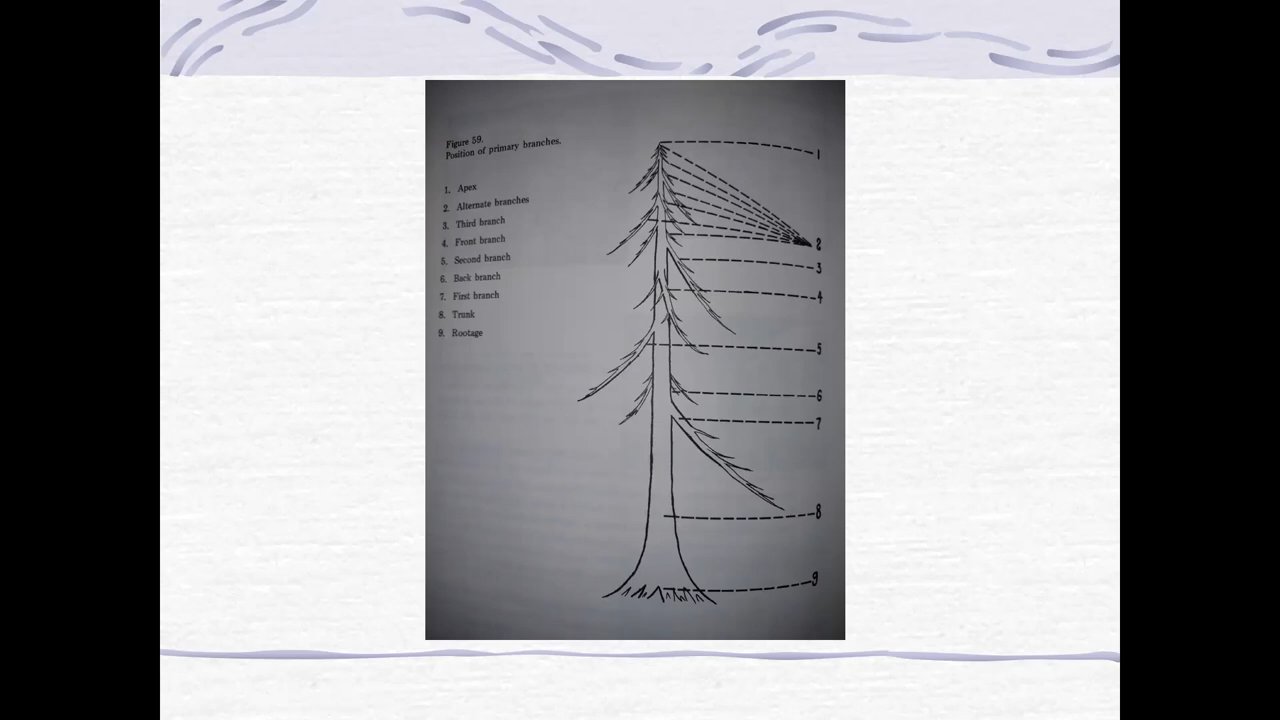 Figure 59.
Position of primary branches.
1. Apex
2. Alternate branches
3. Third branch
4. Front branch
5. Second branch
6. Back branch
7. First branch
8. Trunk
9. Rootage
1
2
3
4
5
6
7
8
9